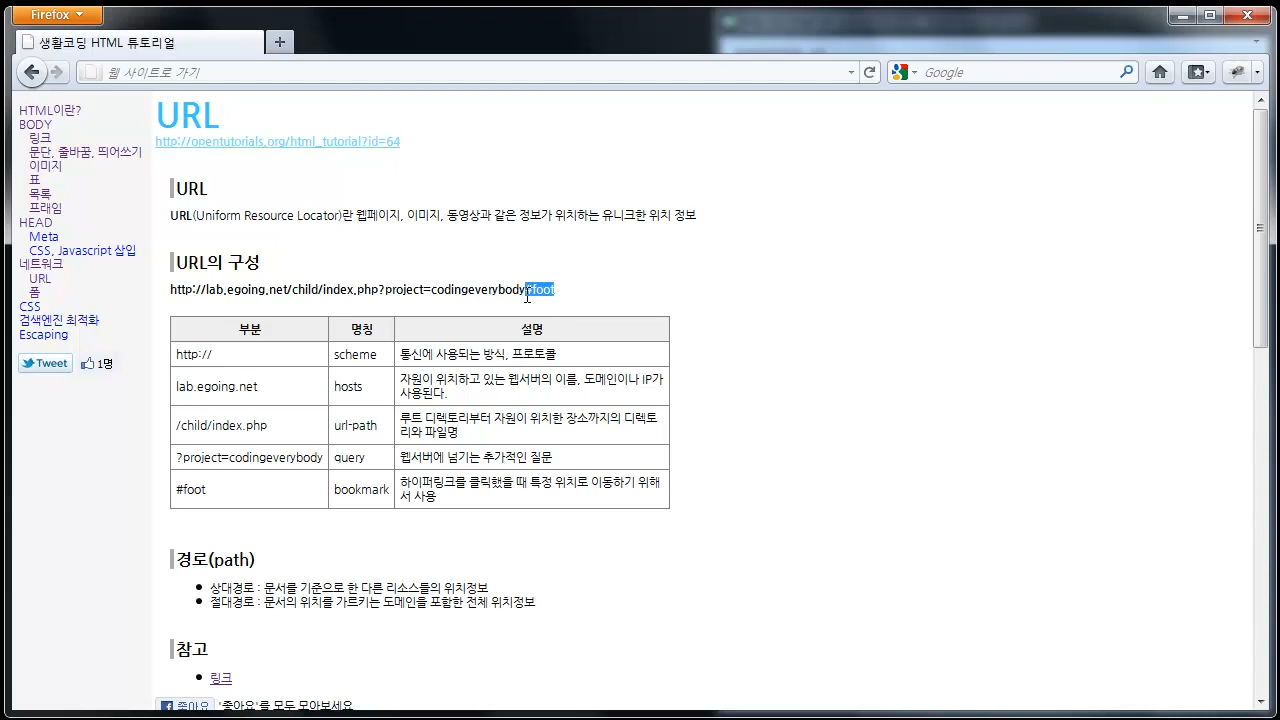 Firefox
생활코딩 HTML 튜토리얼
웹 사이트로 가기
Google
HTML이란?
BODY
링크
문단, 줄바꿈, 띄어쓰기
이미지
표
목록
프래임
HEAD
Meta
CSS, Javascript 삽입
네트워크
URL
폼
CSS
검색엔진 최적화
Escaping
Tweet
1명
URL
http://opentutorials.org/html_tutorial?id=64
URL
URL(Uniform Resource Locator)란 웹페이지, 이미지, 동영상과 같은 정보가 위치하는 유니크한 위치 정보
URL의 구성
http://lab.egoing.net/child/index.php?project=codingeverybody#foot
부분 명칭 설명
http:// scheme 통신에 사용되는 방식, 프로토콜
lab.egoing.net hosts 자원이 위치하고 있는 웹서버의 이름, 도메인이나 IP가
사용된다.
/child/index.php url-path 루트 디렉토리부터 자원이 위치한 장소까지의 디렉토
리와 파일명
?project=codingeverybody query 웹서버에 넘기는 추가적인 질문
#foot bookmark 하이퍼링크를 클릭했을 때 특정 위치로 이동하기 위해
서 사용
경로(path)
상대경로 : 문서를 기준으로 한 다른 리소스들의 위치정보
절대경로 : 문서의 위치를 가르키는 도메인을 포함한 전체 위치정보
참고
링크
좋아요 '좋아요'를 모두 모아보세요